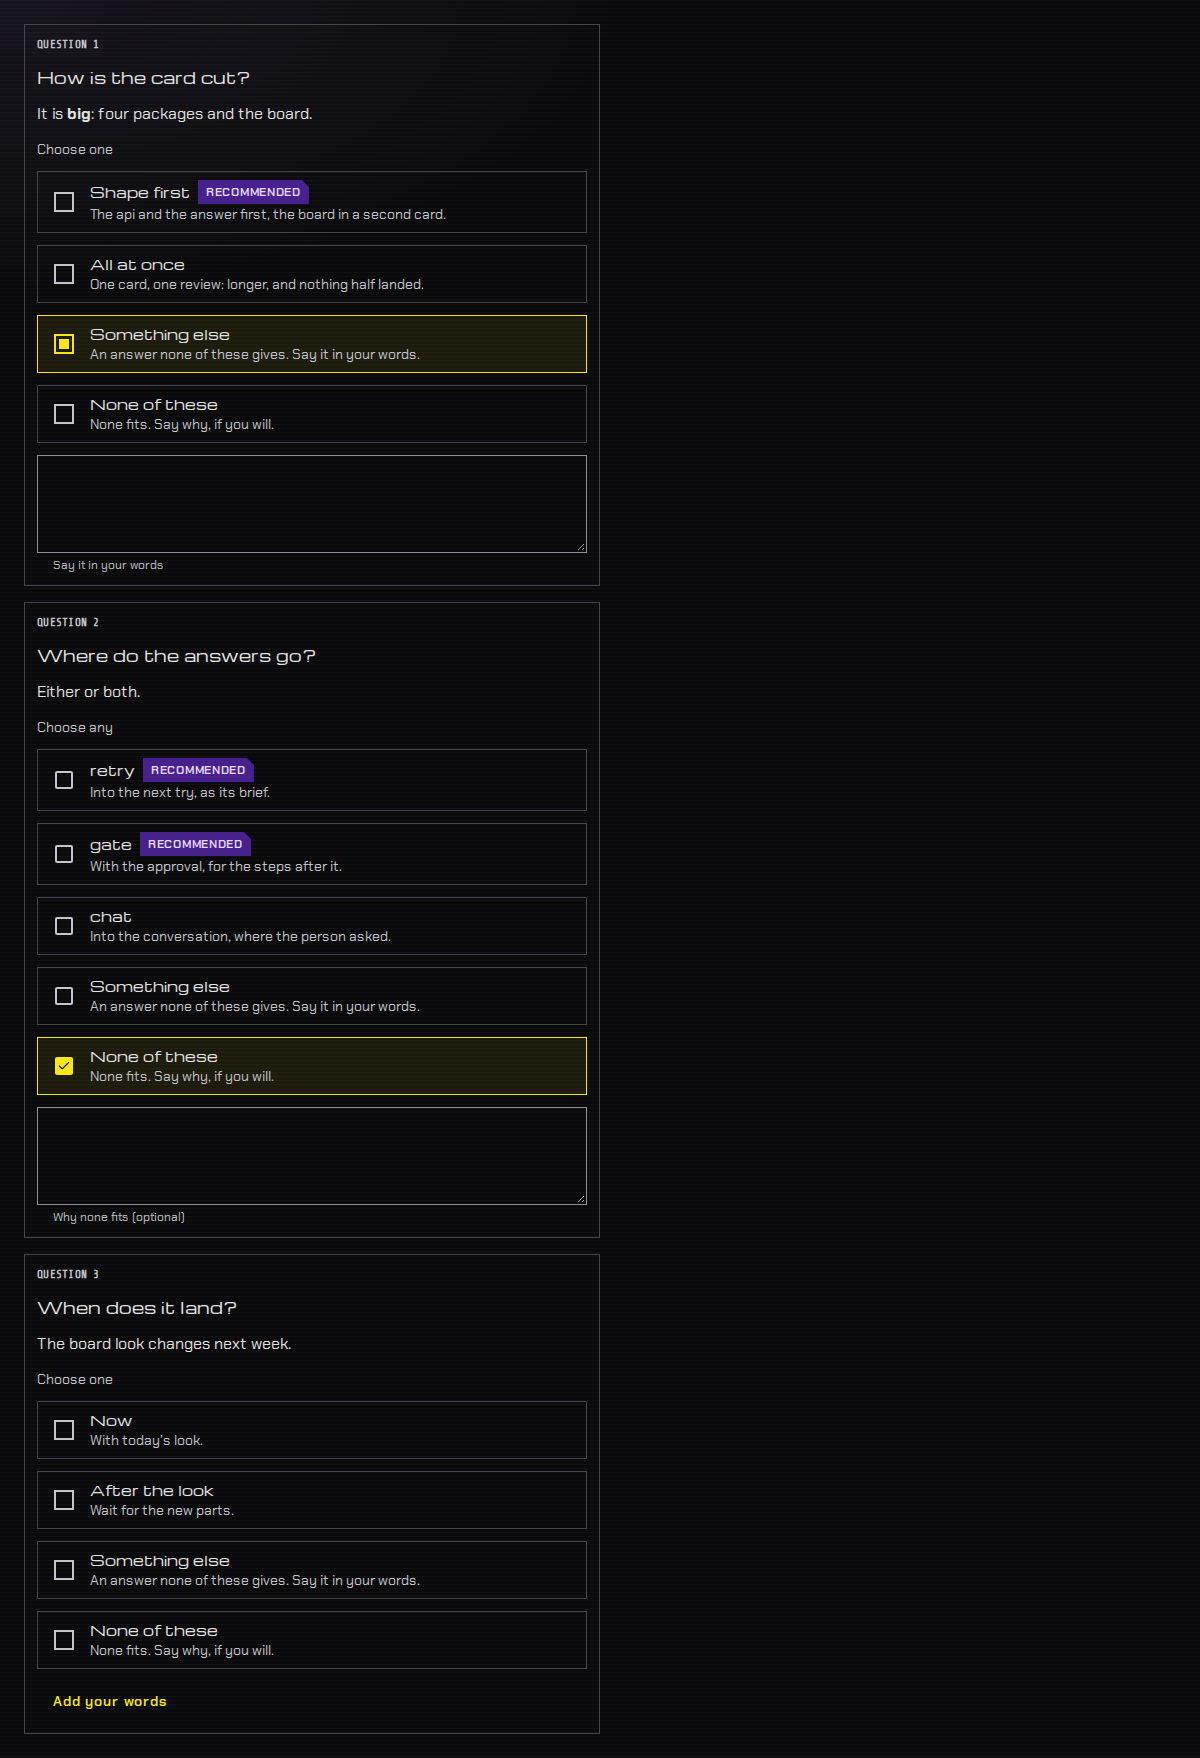 QUESTION 1
How is the card cut?
It is big: four packages and the board.
Choose one
Shape first RECOMMENDED
The api and the answer first, the board in a second card.
All at once
One card, one review: longer, and nothing half landed.
Something else
An answer none of these gives. Say it in your words.
None of these
None fits. Say why, if you will.
Say it in your words
QUESTION 2
Where do the answers go?
Either or both.
Choose any
retry RECOMMENDED
Into the next try, as its brief.
gate RECOMMENDED
With the approval, for the steps after it.
chat
Into the conversation, where the person asked.
Something else
An answer none of these gives. Say it in your words.
None of these
None fits. Say why, if you will.
Why none fits (optional)
QUESTION 3
When does it land?
The board look changes next week.
Choose one
Now
With today's look.
After the look
Wait for the new parts.
Something else
An answer none of these gives. Say it in your words.
None of these
None fits. Say why, if you will.
Add your words